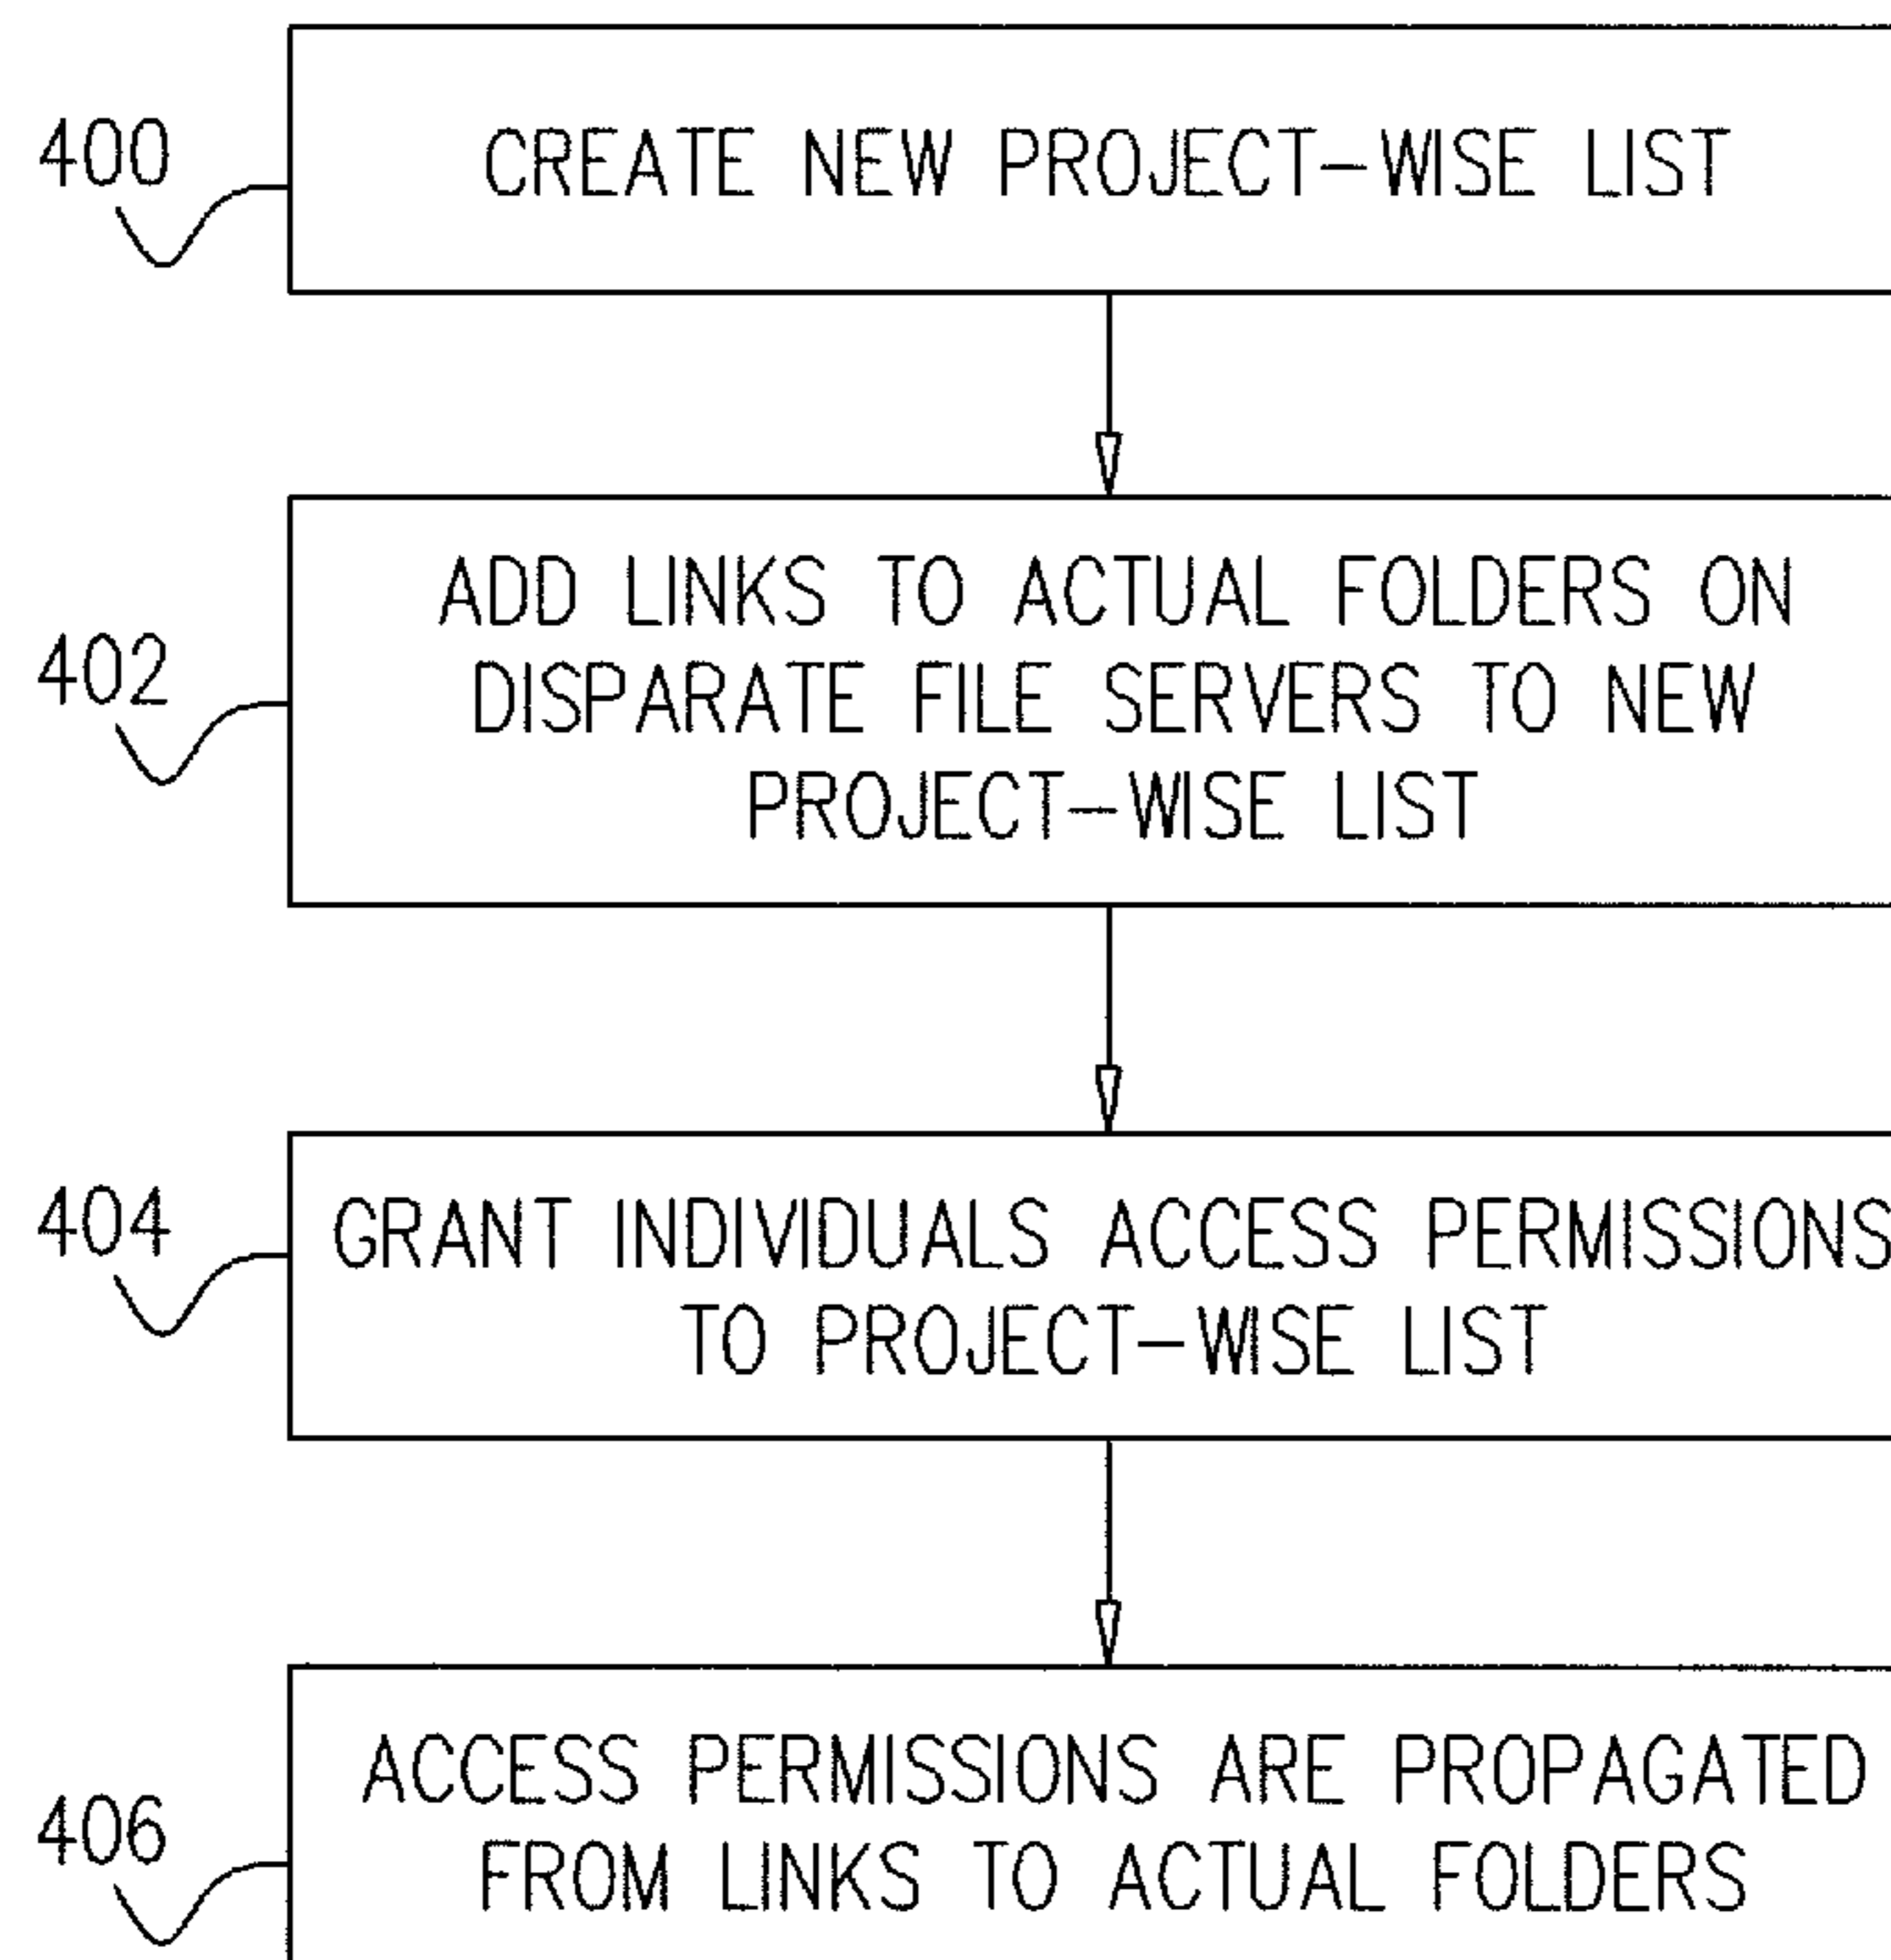 400
CREATE NEW PROJECT-WISE LIST
402
ADD LINKS TO ACTUAL FOLDERS ON
DISPARATE FILE SERVERS TO NEW
PROJECT-WISE LIST
404
GRANT INDIVIDUALS ACCESS PERMISSIONS
TO PROJECT-WISE LIST
406
ACCESS PERMISSIONS ARE PROPAGATED
FROM LINKS TO ACTUAL FOLDERS